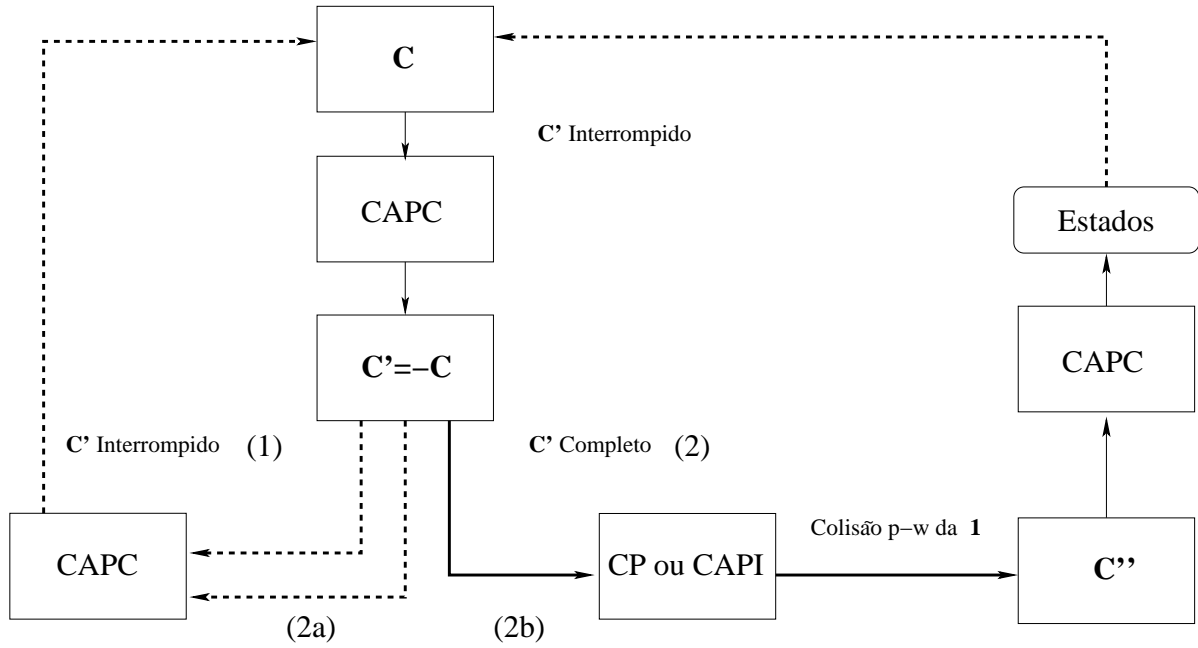 C
C’ Interrompido
CAPC
Estados
C’=−C
CAPC
C’ Interrompido (1)
C’ Completo (2)
Colisão p−w da 1
CAPC
CP ou CAPI
C’’
(2a)
(2b)